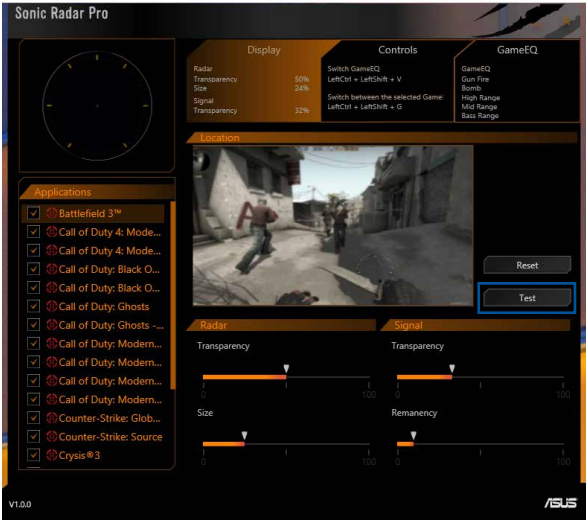 Sonic Radar Pro
Display
Radar
Transparency 50%
Size 24%
Signal
Transparency 32%
Controls
Switch GameEQ
LeftCtrl + LeftShift + V
Switch between the selected Game
LeftCtrl + LeftShift + G
GameEQ
GameEQ
Gun Fire
Bomb
High Range
Mid Range
Bass Range
Location
A
Reset
Test
Applications
Battlefield 3™
Call of Duty 4: Mode...
Call of Duty 4: Mode...
Call of Duty: Black O...
Call of Duty: Black O...
Call of Duty: Ghosts
Call of Duty: Ghosts -...
Call of Duty: Modern...
Call of Duty: Modern...
Call of Duty: Modern...
Call of Duty: Modern...
Counter-Strike: Glob...
Counter-Strike: Source
Crysis®3
Radar
Transparency
0 100
Size
0 100
Signal
Transparency
0 100
Remanency
0 100
V1.0.0
ASUS